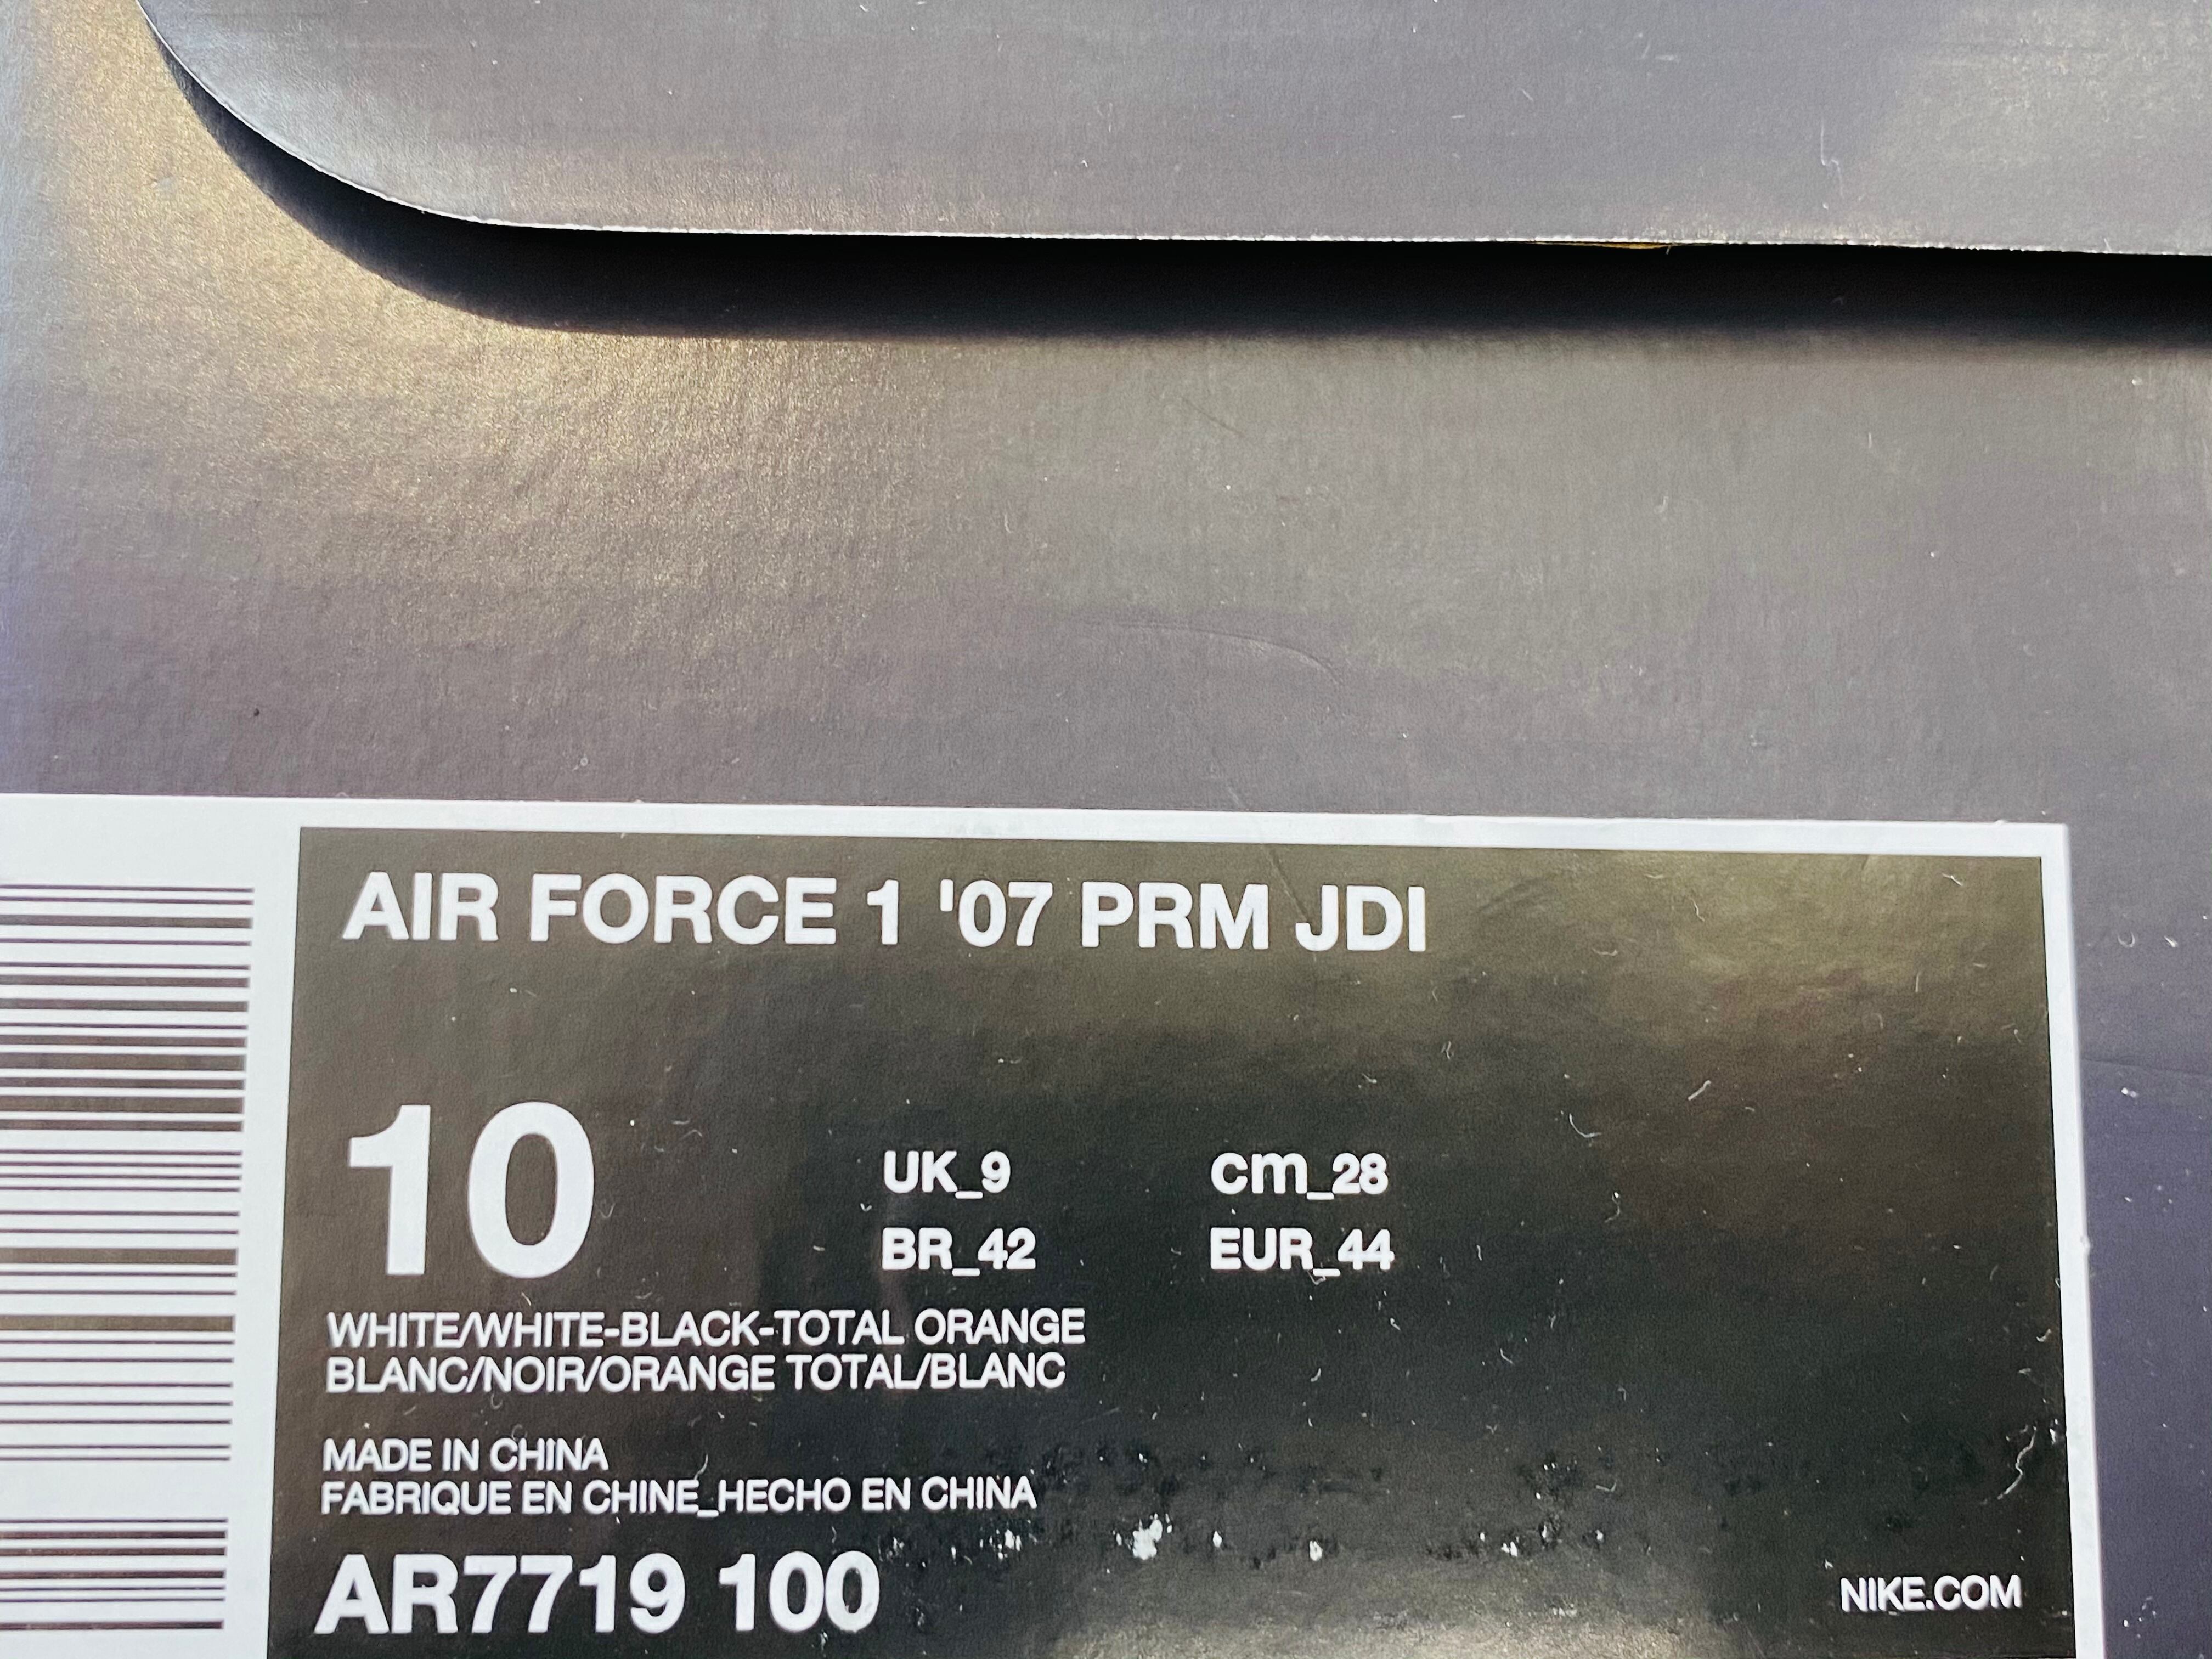 AIR FORCE 1 '07 PRM JDI
10
UK_9 cm_28
BR_42 EUR_44
WHITE/WHITE-BLACK-TOTAL ORANGE
BLANC/NOIR/ORANGE TOTAL/BLANC
MADE IN CHINA
FABRIQUE EN CHINE_HECHO EN CHINA
AR7719 100
NIKE.COM